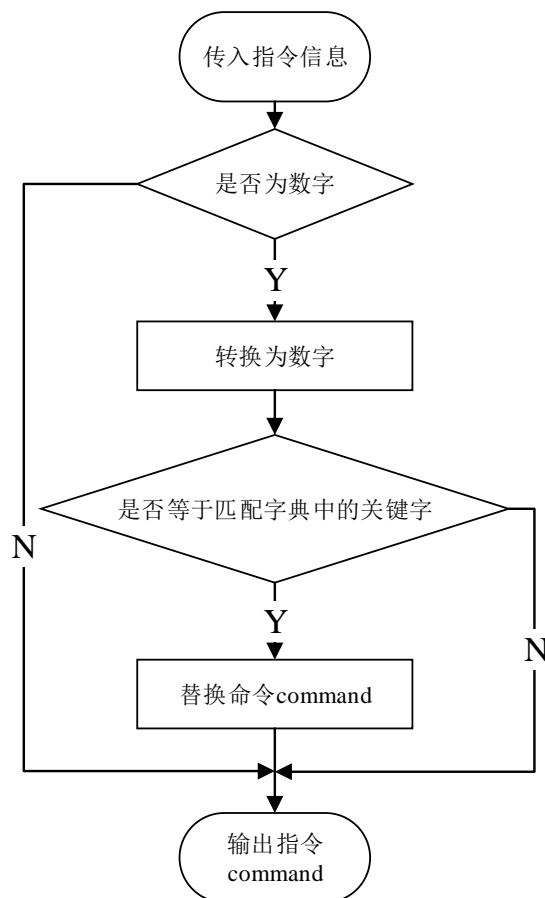 传入指令信息
是否为数字
Y
转换为数字
是否等于匹配字典中的关键字
N
Y
N
替换命令command
输出指令
command